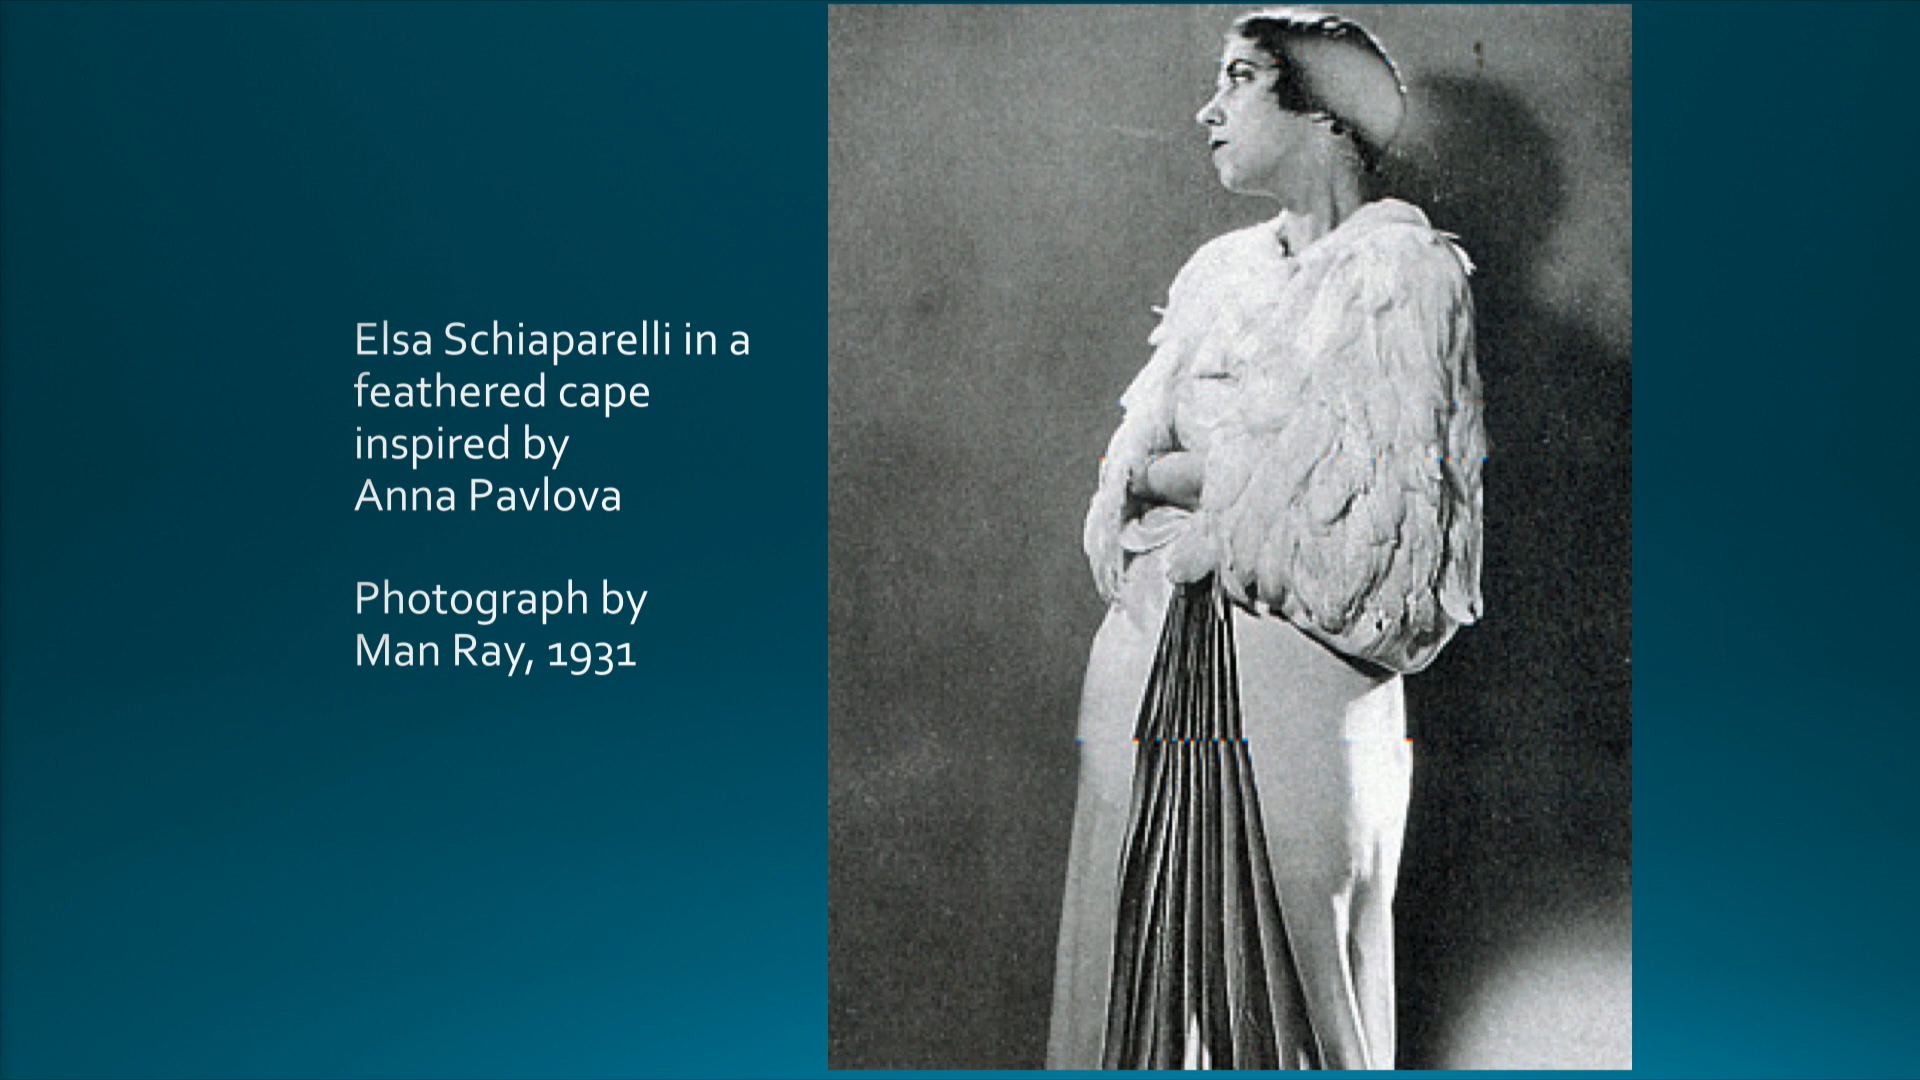 Elsa Schiaparelli in a
feathered cape
inspired by
Anna Pavlova
Photograph by
Man Ray, 1931